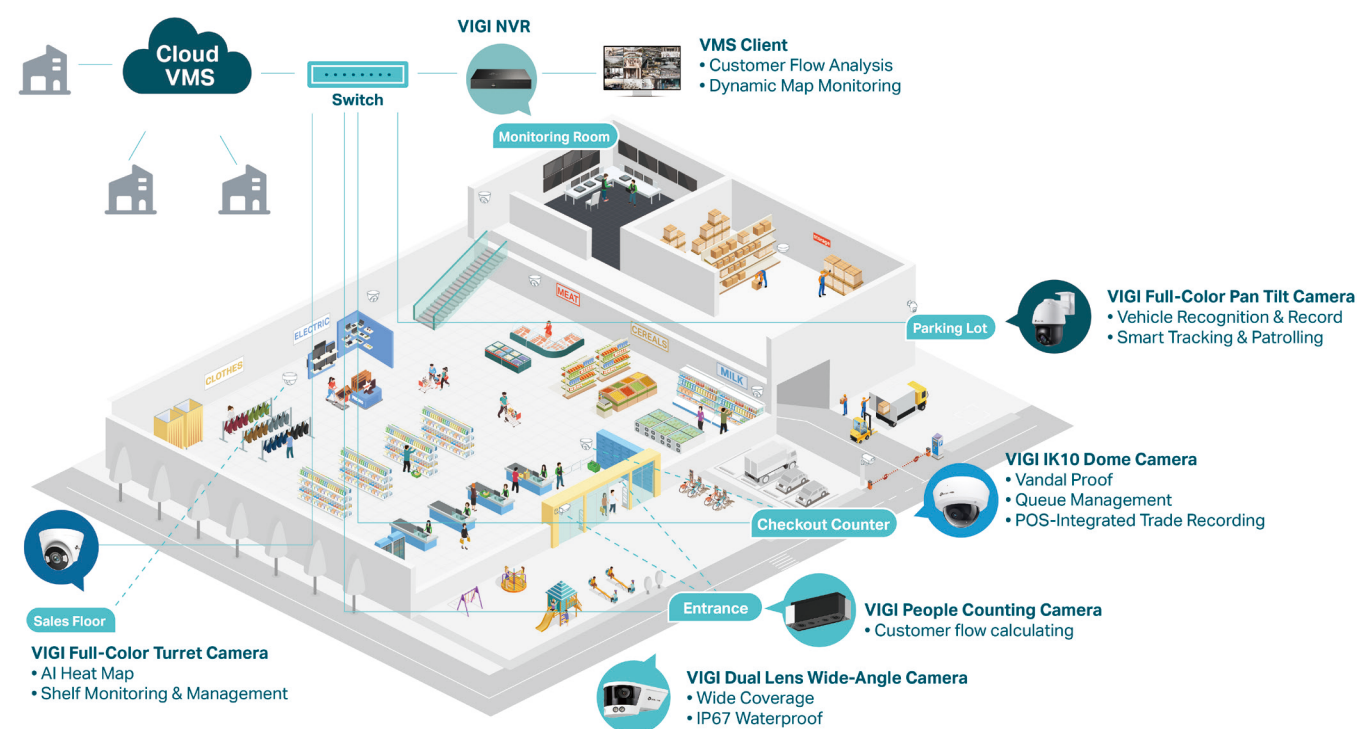 VIGI NVR
Cloud
VMS
Switch
VMS Client
• Customer Flow Analysis
• Dynamic Map Monitoring
Monitoring Room
Storage
MEAT
ELECTRIC
CEREALS
CLOTHES
MILK
Parking Lot
VIGI Full-Color Pan Tilt Camera
• Vehicle Recognition & Record
• Smart Tracking & Patrolling
VIGI IK10 Dome Camera
• Vandal Proof
• Queue Management
• POS-Integrated Trade Recording
Checkout Counter
Entrance
VIGI People Counting Camera
• Customer flow calculating
Sales Floor
VIGI Full-Color Turret Camera
• AI Heat Map
• Shelf Monitoring & Management
VIGI Dual Lens Wide-Angle Camera
• Wide Coverage
• IP67 Waterproof